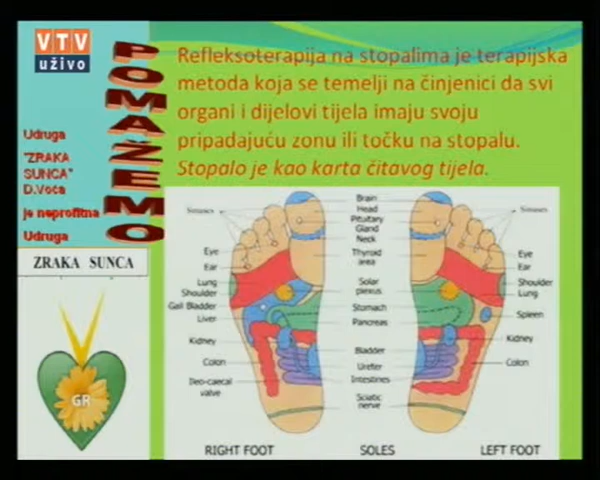 VTV
uživo
POMAŽEMO
Udruga
"ZRAKA
SUNCA"
D.Voća
je neprofitna
Udruga
ZRAKA SUNCA
GR
Refleksoterapija na stopalima je terapijska
metoda koja se temelji na činjenici da svi
organi i dijelovi tijela imaju svoju
pripadajuću zonu ili točku na stopalu.
Stopalo je kao karta čitavog tijela.
Sinuses
Eye
Ear
Lung
Shoulder
Gall Bladder
Liver
Kidney
Colon
Ileo-caecal
valve
Brain
Head
Pituitary
Gland
Neck
Thyroid
area
Solar
plexus
Stomach
Pancreas
Bladder
Ureter
Intestines
Sciatic
nerve
Sinuses
Eye
Ear
Shoulder
Lung
Spleen
Kidney
Colon
RIGHT FOOT
SOLES
LEFT FOOT